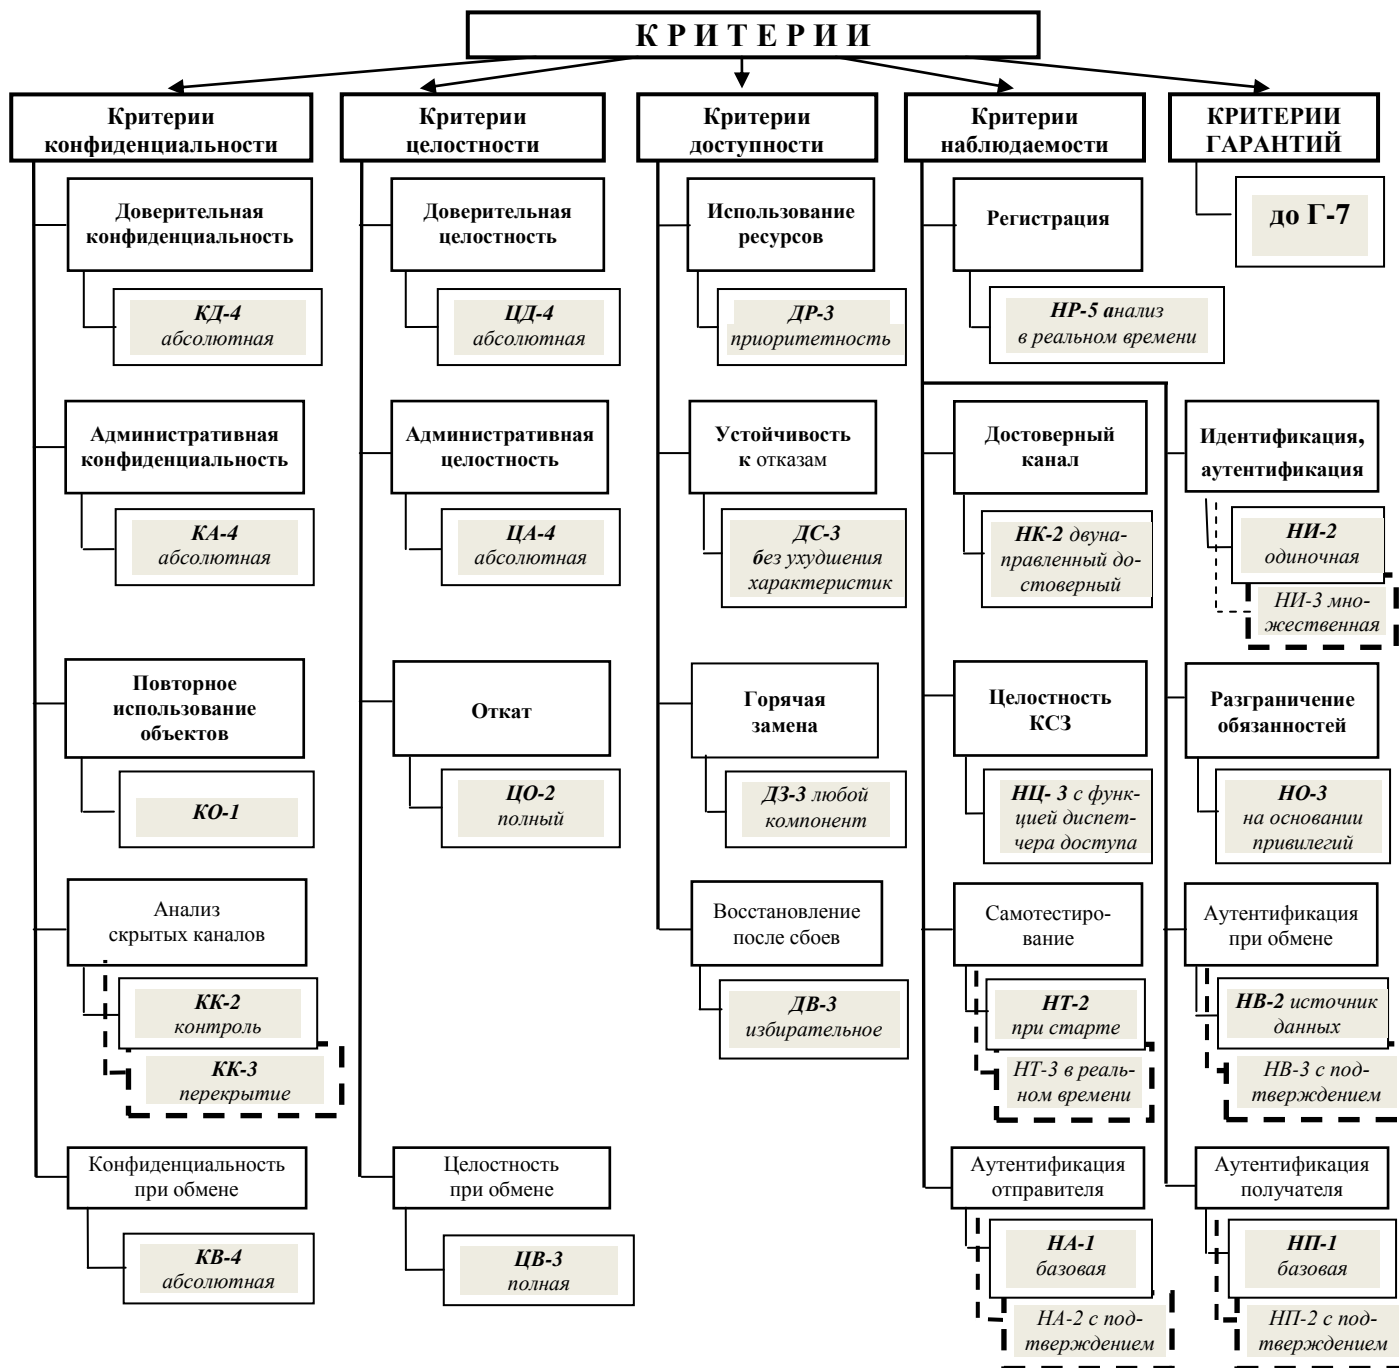 К Р И Т Е Р И И
Критерии
конфиденциальности
Доверительная
конфиденциальность
КД-4
абсолютная
Административная
конфиденциальность
КА-4
абсолютная
Повторное
использование
объектов
КО-1
Анализ
скрытых каналов
КК-2
контроль
КК-3
перекрытие
Конфиденциальность
при обмене
КВ-4
абсолютная
Критерии
целостности
Доверительная
целостность
ЦД-4
абсолютная
Административная
целостность
ЦА-4
абсолютная
Откат
ЦО-2
полный
Целостность
при обмене
ЦВ-3
полная
Критерии
доступности
Использование
ресурсов
ДР-3
приоритетность
Устойчивость
к отказам
ДС-3
без ухудшения
характеристик
Горячая
замена
ДЗ-3 любой
компонент
Восстановление
после сбоев
ДВ-3
избирательное
Критерии
наблюдаемости
Регистрация
НР-5 анализ
в реальном времени
Достоверный
канал
НК-2 двуна-
правленный до-
стоверный
Целостность
КСЗ
НЦ- 3 с функ-
цией диспет-
чера доступа
Самотестиро-
вание
НТ-2
при старте
НТ-3 в реаль-
ном времени
Аутентификация
отправителя
НА-1
базовая
НА-2 с под-
тверждением
Идентификация,
аутентификация
НИ-2
одиночная
НИ-3 мно-
жественная
Разграничение
обязанностей
НО-3
на основании
привилегий
Аутентификация
при обмене
НВ-2 источник
данных
НВ-3 с под-
тверждением
Аутентификация
получателя
НП-1
базовая
НП-2 с под-
тверждением
КРИТЕРИИ
ГАРАНТИЙ
до Г-7